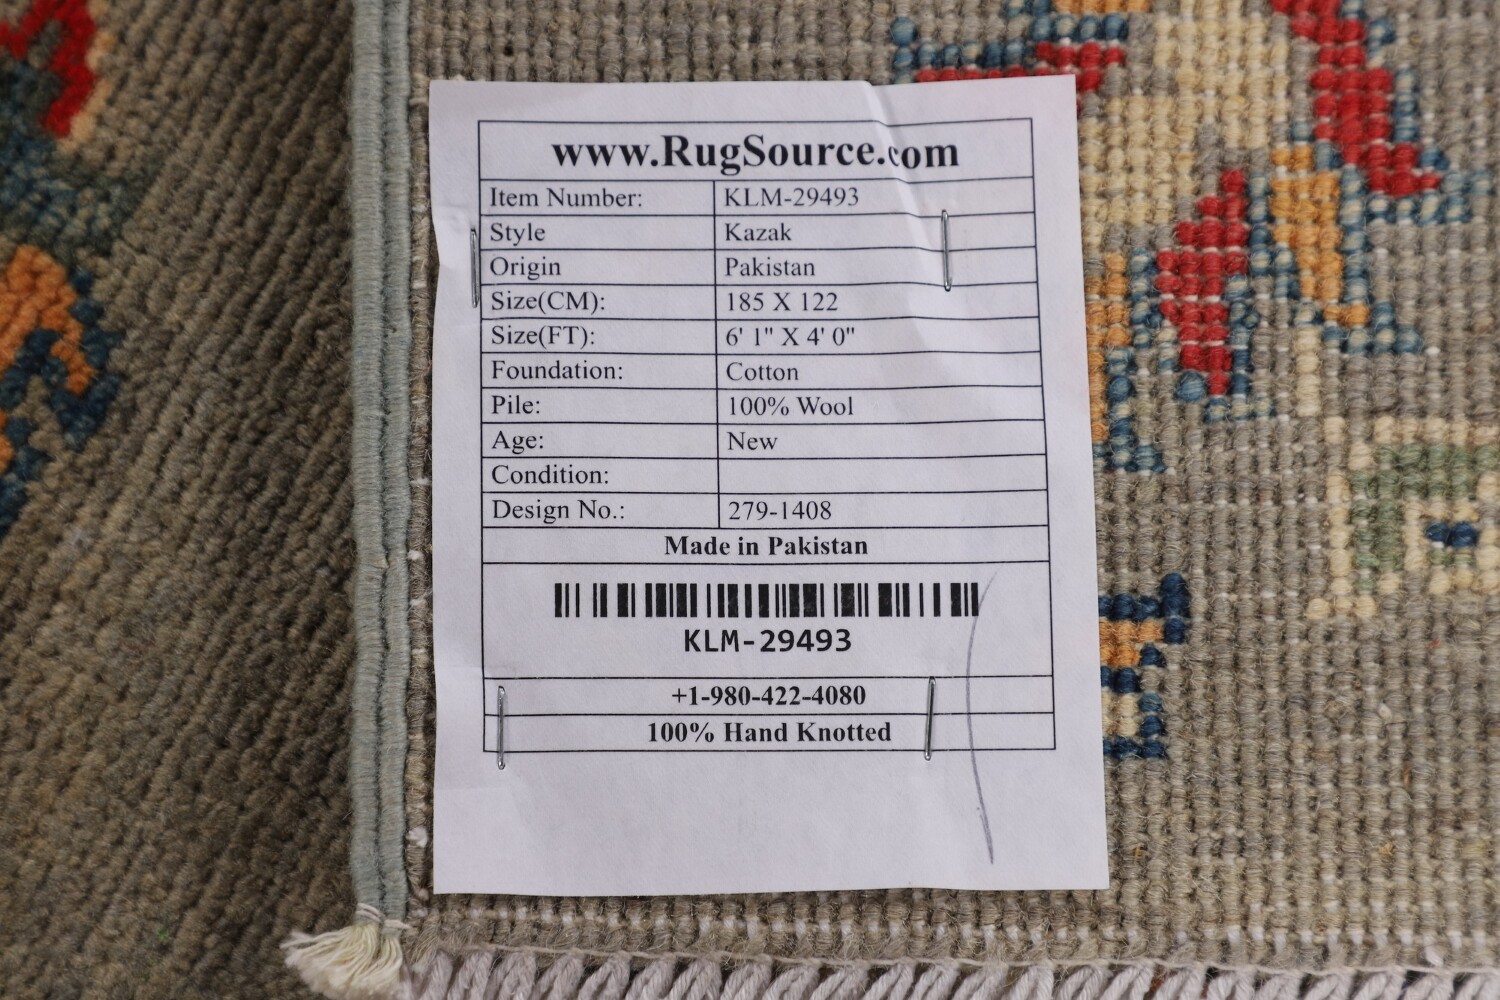 www.RugSource.com
Item Number: KLM-29493
Style Kazak
Origin Pakistan
Size(CM): 185 X 122
Size(FT): 6' 1" X 4' 0"
Foundation: Cotton
Pile: 100% Wool
Age: New
Condition:
Design No.: 279-1408
Made in Pakistan
KLM-29493
+1-980-422-4080
100% Hand Knotted